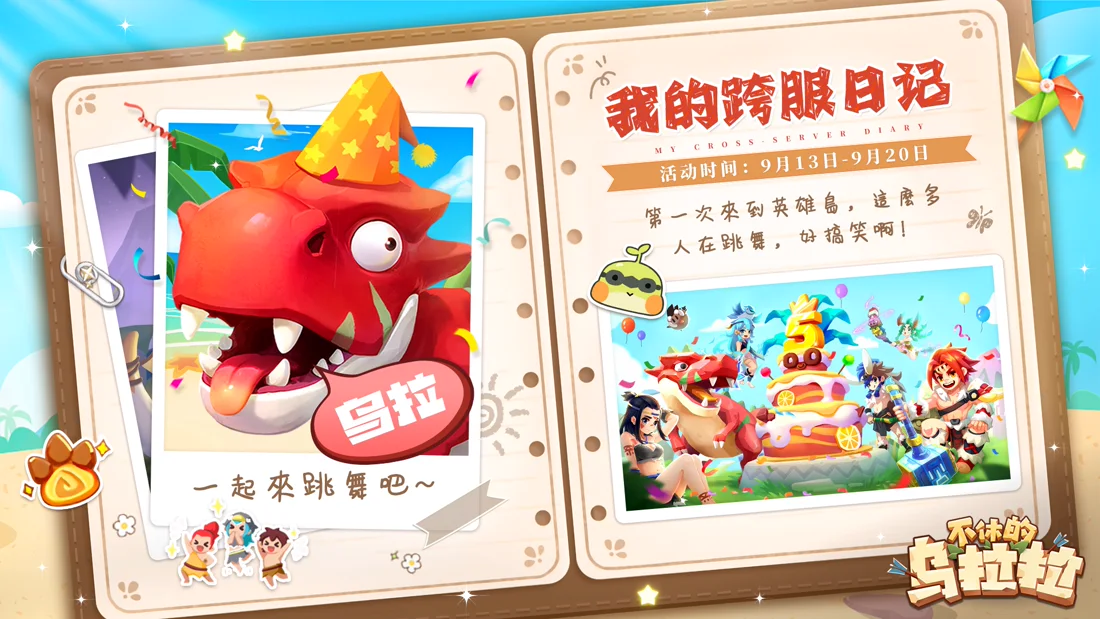 乌拉
一起來跳舞吧~
我的跨服日记
MY CROSS-SERVER DIARY
活动时间：9月13日-9月20日
第一次來到英雄島，這麼多
人在跳舞，好搞笑啊！
5
不休的
乌拉拉